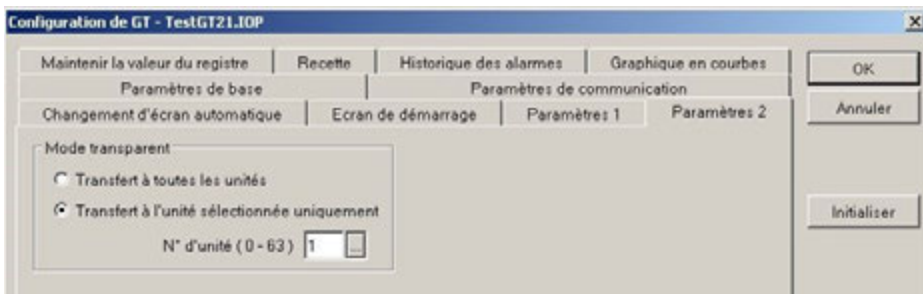 Configuration de GT - TestGT21.IOP
Maintenir la valeur du registre Recette Historique des alarmes Graphique en courbes
OK
Paramètres de base Paramètres de communication
Changement d'écran automatique Ecran de démarrage Paramètres 1 Paramètres 2
Annuler
Mode transparent
Transfert à toutes les unités
Transfert à l'unité sélectionnée uniquement
Initialiser
N° d'unité ( 0 - 63 ) 1 ...